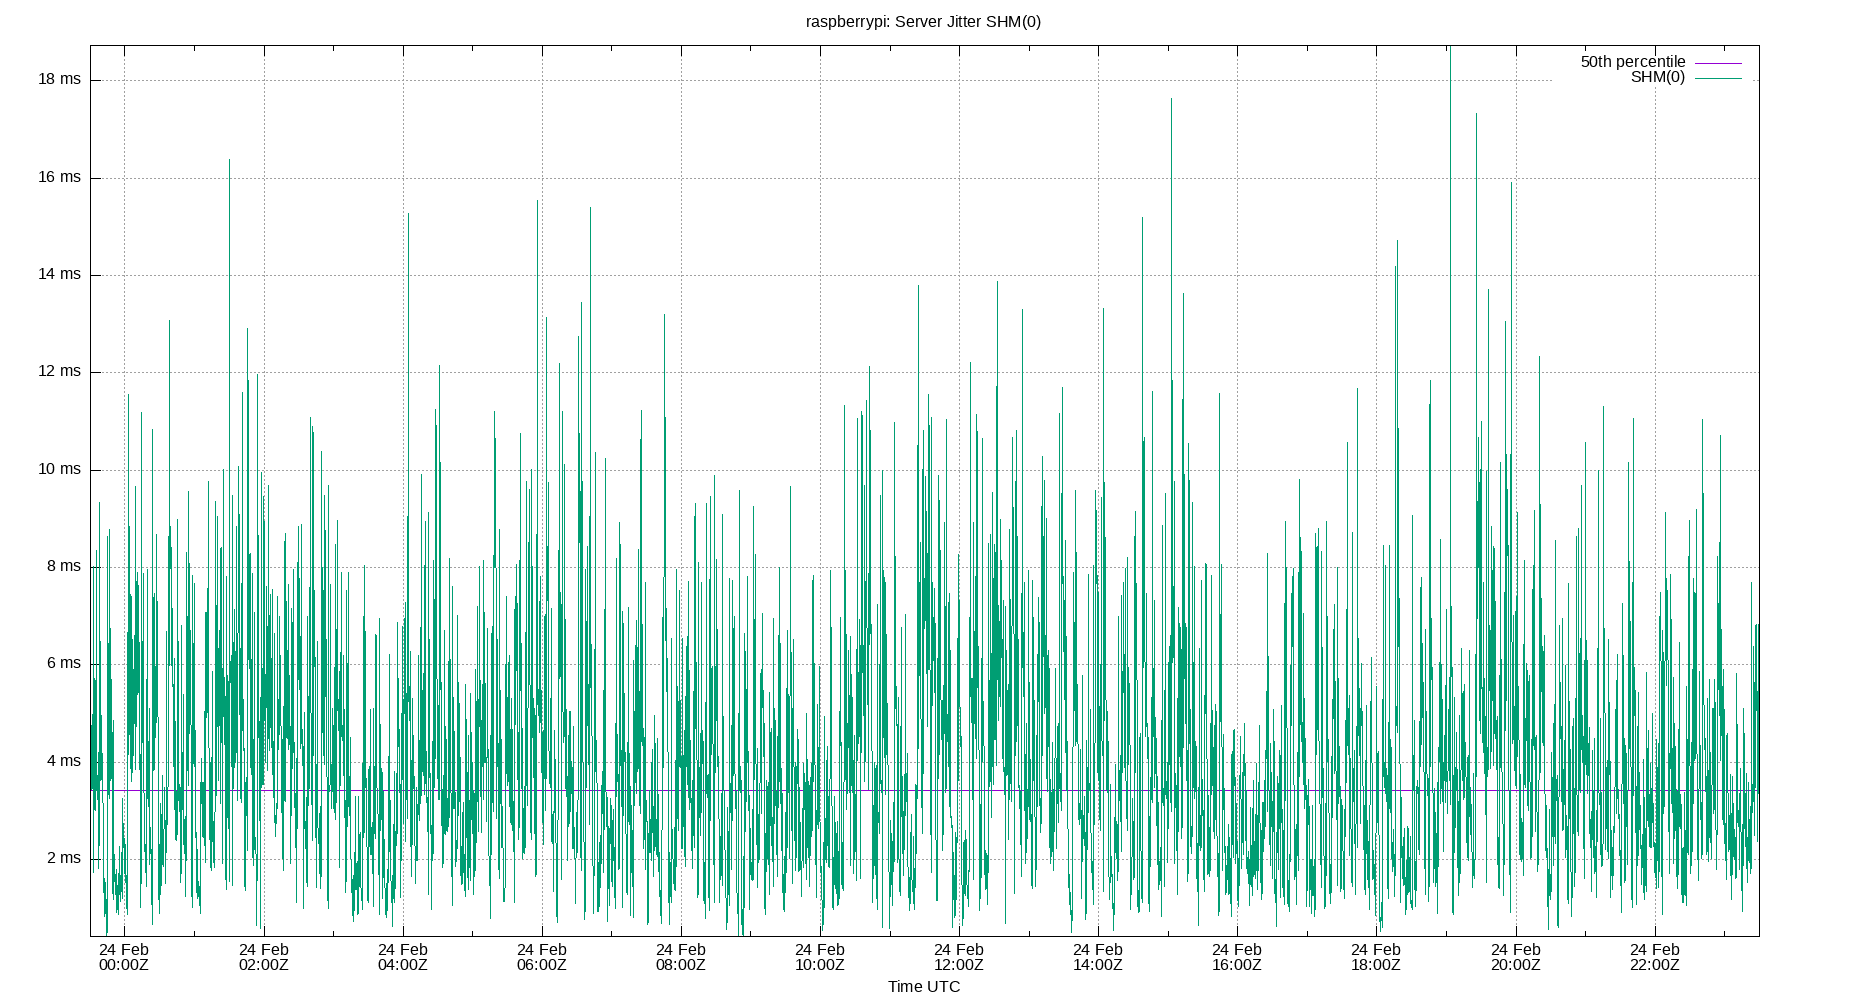 raspberrypi: Server Jitter SHM(0)
50th percentile
SHM(0)
18 ms
16 ms
14 ms
12 ms
10 ms
8 ms
6 ms
4 ms
2 ms
24 Feb 24 Feb 24 Feb 24 Feb 24 Feb 24 Feb 24 Feb 24 Feb 24 Feb 24 Feb 24 Feb 24 Feb
00:00Z 02:00Z 04:00Z 06:00Z 08:00Z 10:00Z 12:00Z 14:00Z 16:00Z 18:00Z 20:00Z 22:00Z
Time UTC